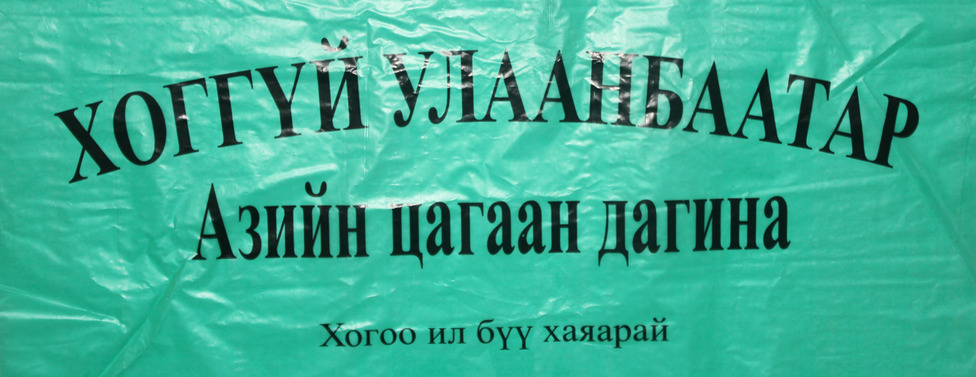 ХОГГҮЙ УЛААНБААТАР
Азийн цагаан дагина
Хогоо ил бүү хаяарай